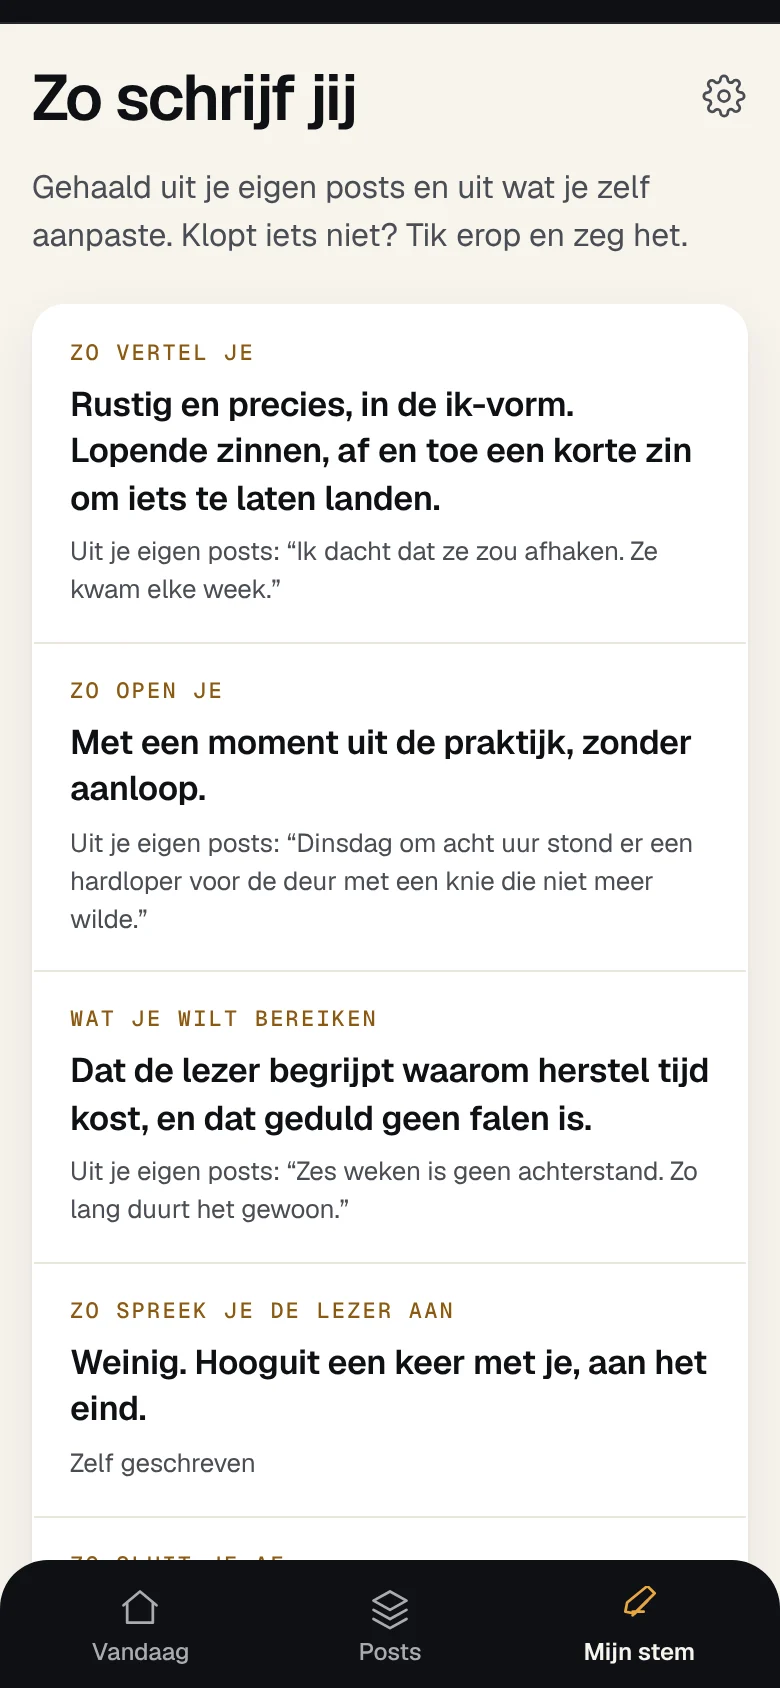 Zo schrijf jij
Gehaald uit je eigen posts en uit wat je zelf
aanpaste. Klopt iets niet? Tik erop en zeg het.
ZO VERTEL JE
Rustig en precies, in de ik-vorm.
Lopende zinnen, af en toe een korte zin
om iets te laten landen.
Uit je eigen posts: “Ik dacht dat ze zou afhaken. Ze
kwam elke week.”
ZO OPEN JE
Met een moment uit de praktijk, zonder
aanloop.
Uit je eigen posts: “Dinsdag om acht uur stond er een
hardloper voor de deur met een knie die niet meer
wilde.”
WAT JE WILT BEREIKEN
Dat de lezer begrijpt waarom herstel tijd
kost, en dat geduld geen falen is.
Uit je eigen posts: “Zes weken is geen achterstand. Zo
lang duurt het gewoon.”
ZO SPREEK JE DE LEZER AAN
Weinig. Hooguit een keer met je, aan het
eind.
Zelf geschreven
ZO SLUIT JE AF
Vandaag
Posts
Mijn stem